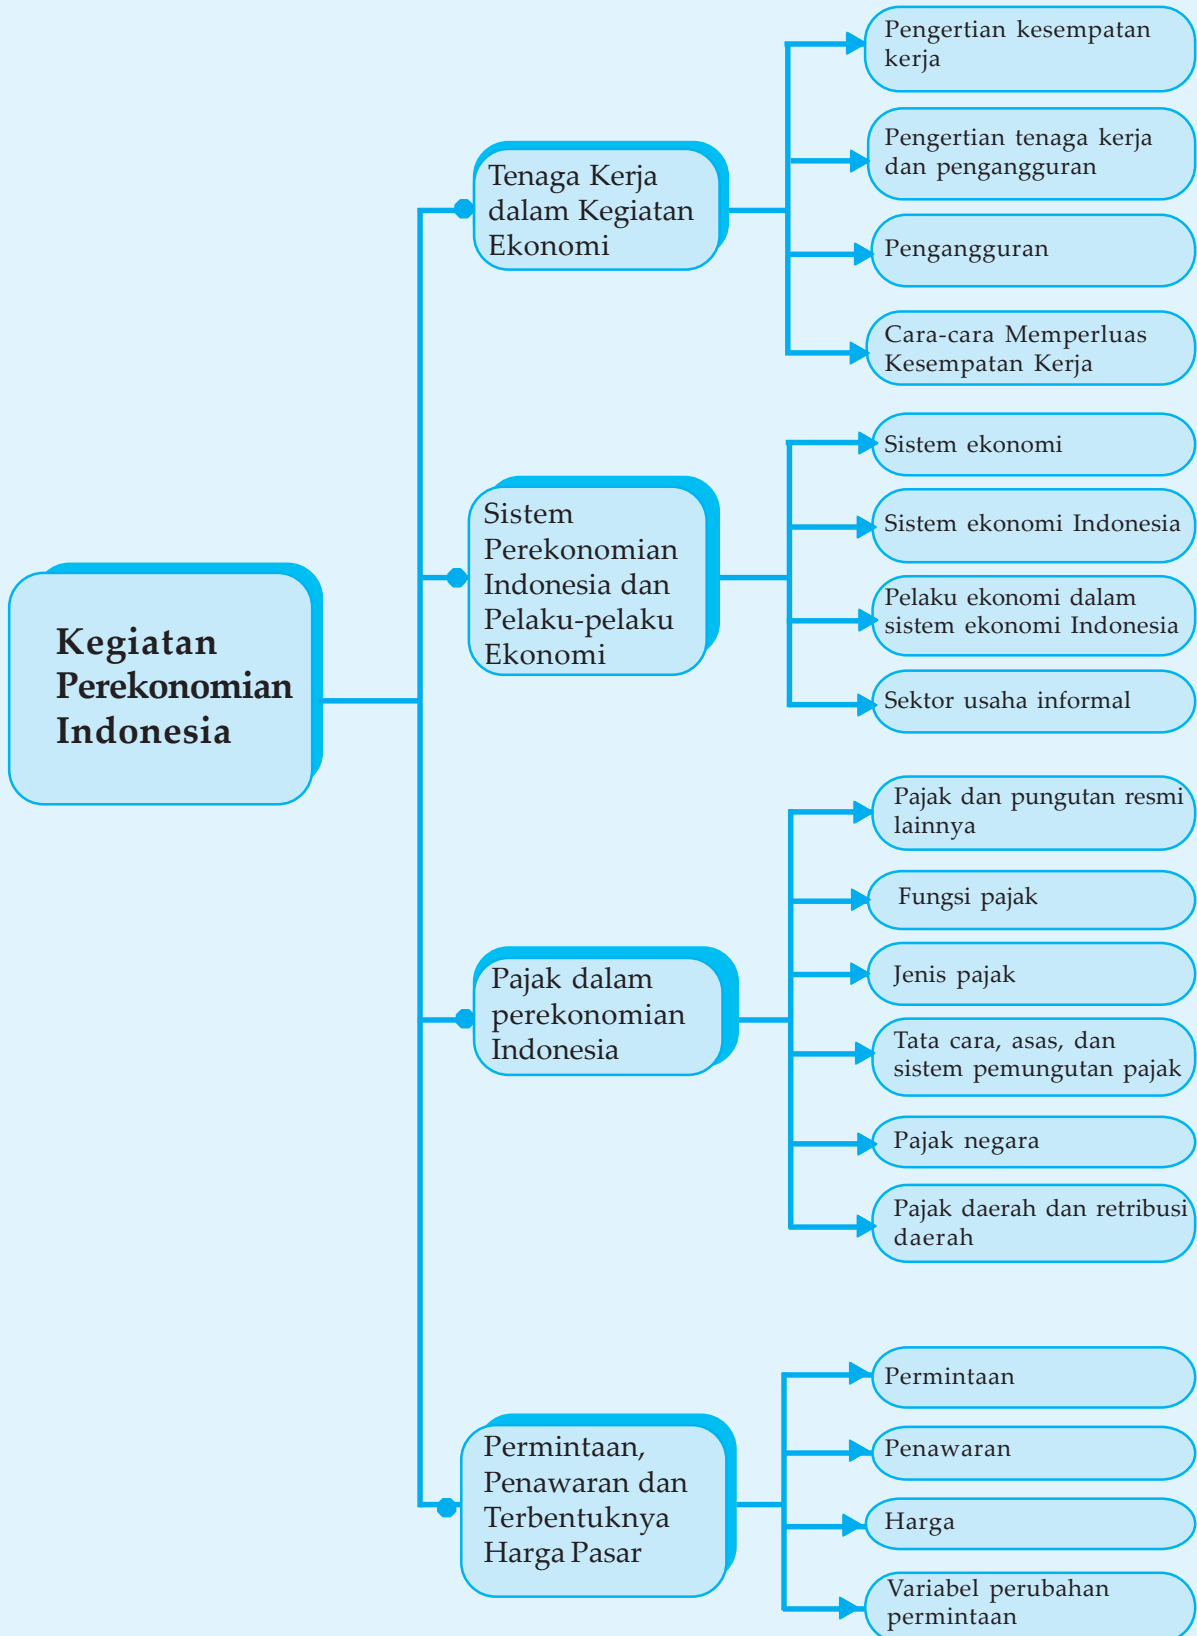 Kegiatan
Perekonomian
Indonesia
Tenaga Kerja
dalam Kegiatan
Ekonomi
Pengertian kesempatan
kerja
Pengertian tenaga kerja
dan pengangguran
Pengangguran
Cara-cara Memperluas
Kesempatan Kerja
Sistem
Perekonomian
Indonesia dan
Pelaku-pelaku
Ekonomi
Sistem ekonomi
Sistem ekonomi Indonesia
Pelaku ekonomi dalam
sistem ekonomi Indonesia
Sektor usaha informal
Pajak dalam
perekonomian
Indonesia
Pajak dan pungutan resmi
lainnya
Fungsi pajak
Jenis pajak
Tata cara, asas, dan
sistem pemungutan pajak
Pajak negara
Pajak daerah dan retribusi
daerah
Permintaan,
Penawaran dan
Terbentuknya
Harga Pasar
Permintaan
Penawaran
Harga
Variabel perubahan
permintaan